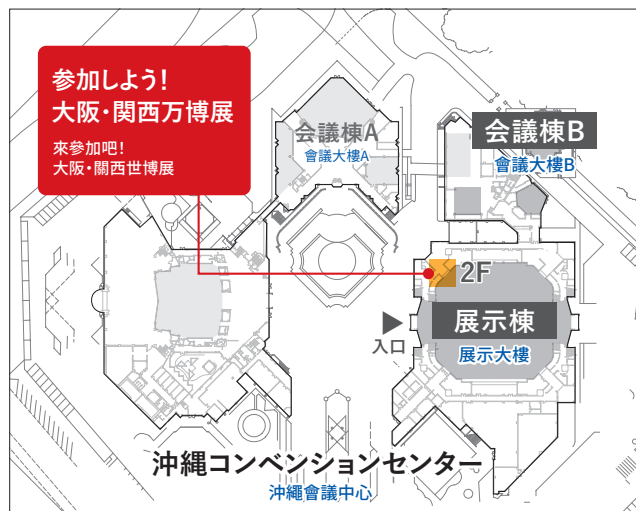 参加しよう!
大阪・関西万博展
來參加吧!
大阪・關西世博展
会議棟A
會議大樓A
会議棟B
會議大樓B
2F
展示棟
展示大樓
入口
沖縄コンベンションセンター
沖繩會議中心